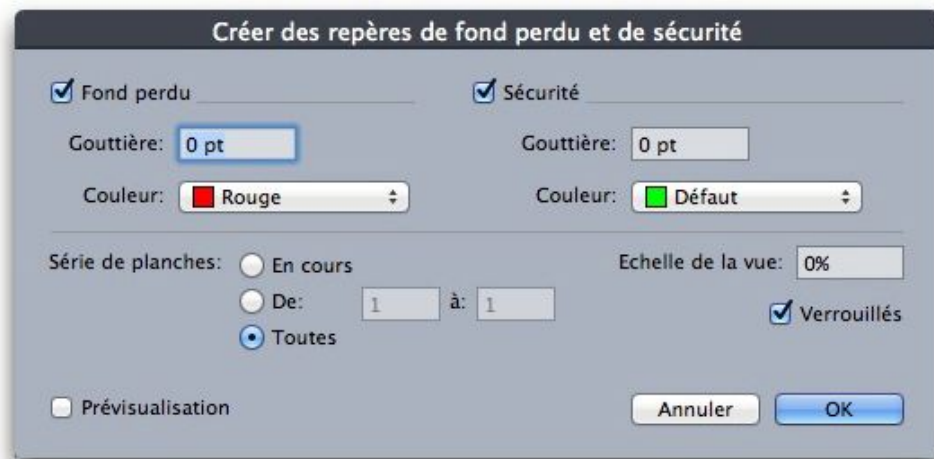 Créer des repères de fond perdu et de sécurité
Fond perdu
Sécurité
Gouttière: 0 pt
Gouttière: 0 pt
Couleur: Rouge
Couleur: Défaut
Série de planches: En cours
Echelle de la vue: 0%
De: 1 à: 1
Verrouillés
Toutes
Prévisualisation
Annuler
OK